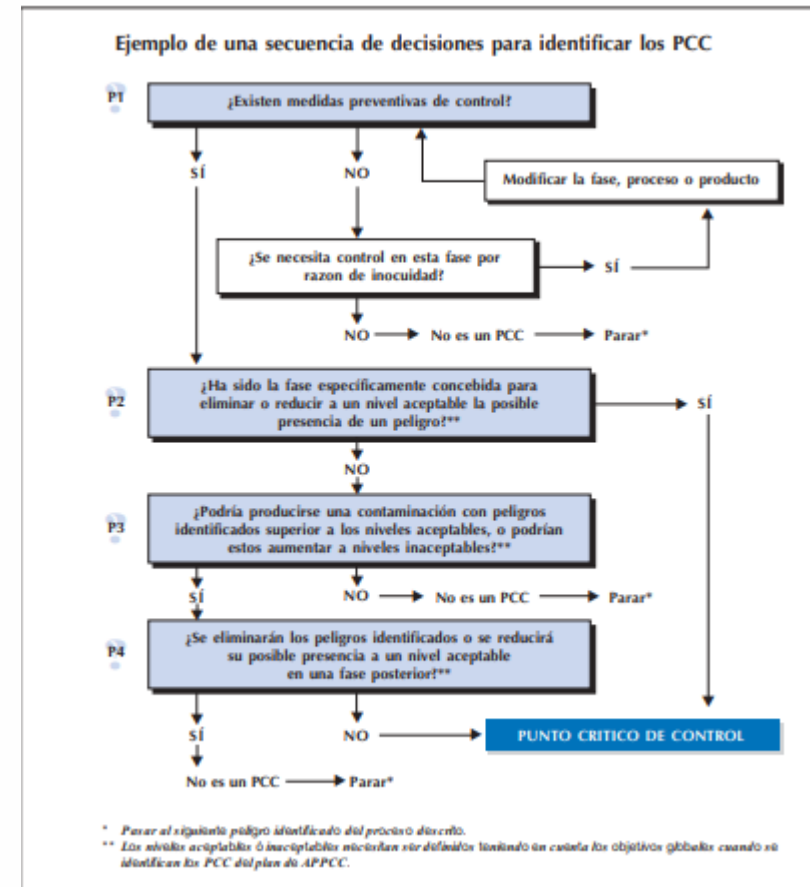 Ejemplo de una secuencia de decisiones para identificar los PCC
P1
¿Existen medidas preventivas de control?
SÍ
NO
Modificar la fase, proceso o producto
¿Se necesita control en esta fase por
razon de inocuidad?
SÍ
NO
No es un PCC
Parar*
P2
¿Ha sido la fase específicamente concebida para
eliminar o reducir a un nivel aceptable la posible
presencia de un peligro?**
SÍ
NO
P3
¿Podría producirse una contaminación con peligros
identificados superior a los niveles aceptables, o podrían
estos aumentar a niveles inaceptables?**
SÍ
NO
No es un PCC
Parar*
P4
¿Se eliminarán los peligros identificados o se reducirá
su posible presencia a un nivel aceptable
en una fase posterior?**
SÍ
NO
PUNTO CRITICO DE CONTROL
No es un PCC
Parar*
* Pasar al siguiente peligro identificado del proceso descrito.
** Los niveles aceptables ó inaceptables necesitan ser definidos teniendo en cuenta los objetivos globales cuando se
identifican los PCC del plan de APPCC.